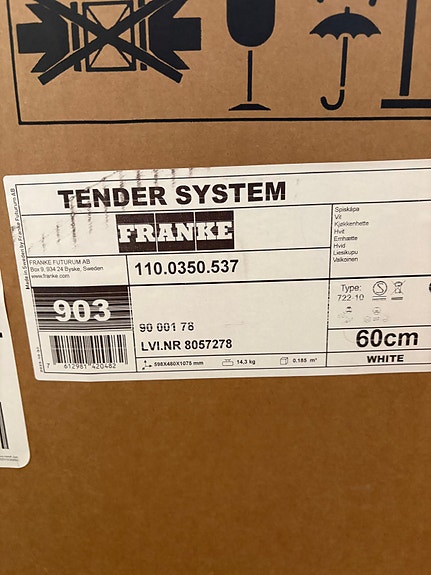 TENDER SYSTEM
FRANKE
Made in Sweden by Franke Futurum AB
FRANKE FUTURUM AB
Box 9, 934 24 Byske, Sweden
www.franke.com
110.0350.537
Spiskåpa
Vit
Kjøkkenhette
Hvit
Emhætte
Hvid
Liesikupu
Valkoinen
903
90 001 78
LVI.NR 8057278
7 612981 420482
598X480X1075 mm
14,3 kg
0.185 m³
Type:
722-10
60cm
WHITE